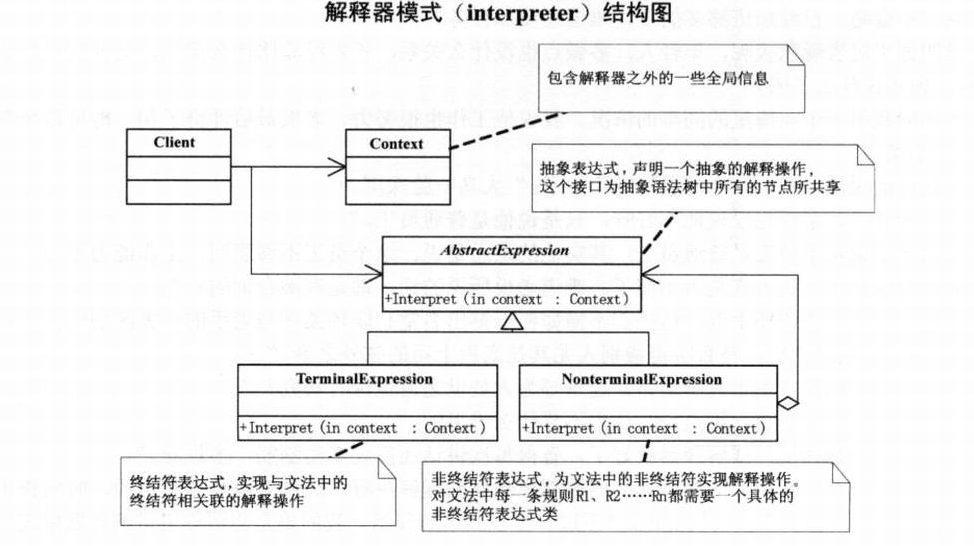 解释器模式（interpreter）结构图
包含解释器之外的一些全局信息
Client
Context
抽象表达式，声明一个抽象的解释操作，
这个接口为抽象语法树中所有的节点所共享
AbstractExpression
+Interpret(in context : Context)
TerminalExpression
+Interpret(in context : Context)
NonterminalExpression
+Interpret(in context : Context)
终结符表达式，实现与文法中的
终结符相关联的解释操作
非终结符表达式，为文法中的非终结符实现解释操作。
对文法中每一条规则R1、R2……Rn都需要一个具体的
非终结符表达式类